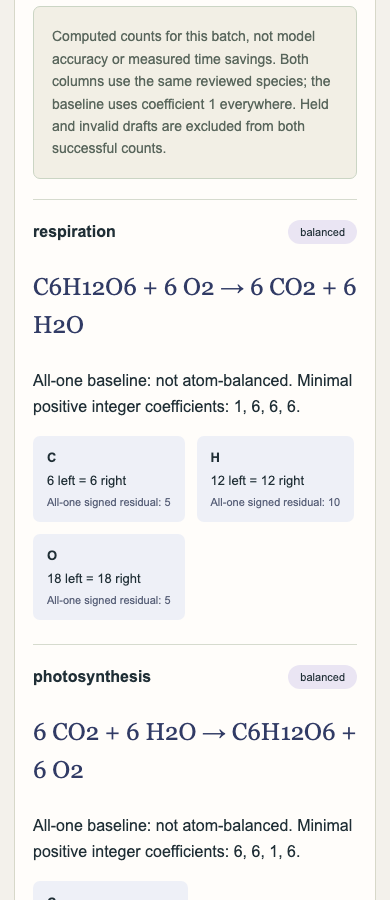 Computed counts for this batch, not model
accuracy or measured time savings. Both
columns use the same reviewed species; the
baseline uses coefficient 1 everywhere. Held
and invalid drafts are excluded from both
successful counts.
respiration
balanced
C6H12O6 + 6 O2 → 6 CO2 + 6
H2O
All-one baseline: not atom-balanced. Minimal
positive integer coefficients: 1, 6, 6, 6.
C
6 left = 6 right
All-one signed residual: 5
H
12 left = 12 right
All-one signed residual: 10
O
18 left = 18 right
All-one signed residual: 5
photosynthesis
balanced
6 CO2 + 6 H2O → C6H12O6 +
6 O2
All-one baseline: not atom-balanced. Minimal
positive integer coefficients: 6, 6, 1, 6.